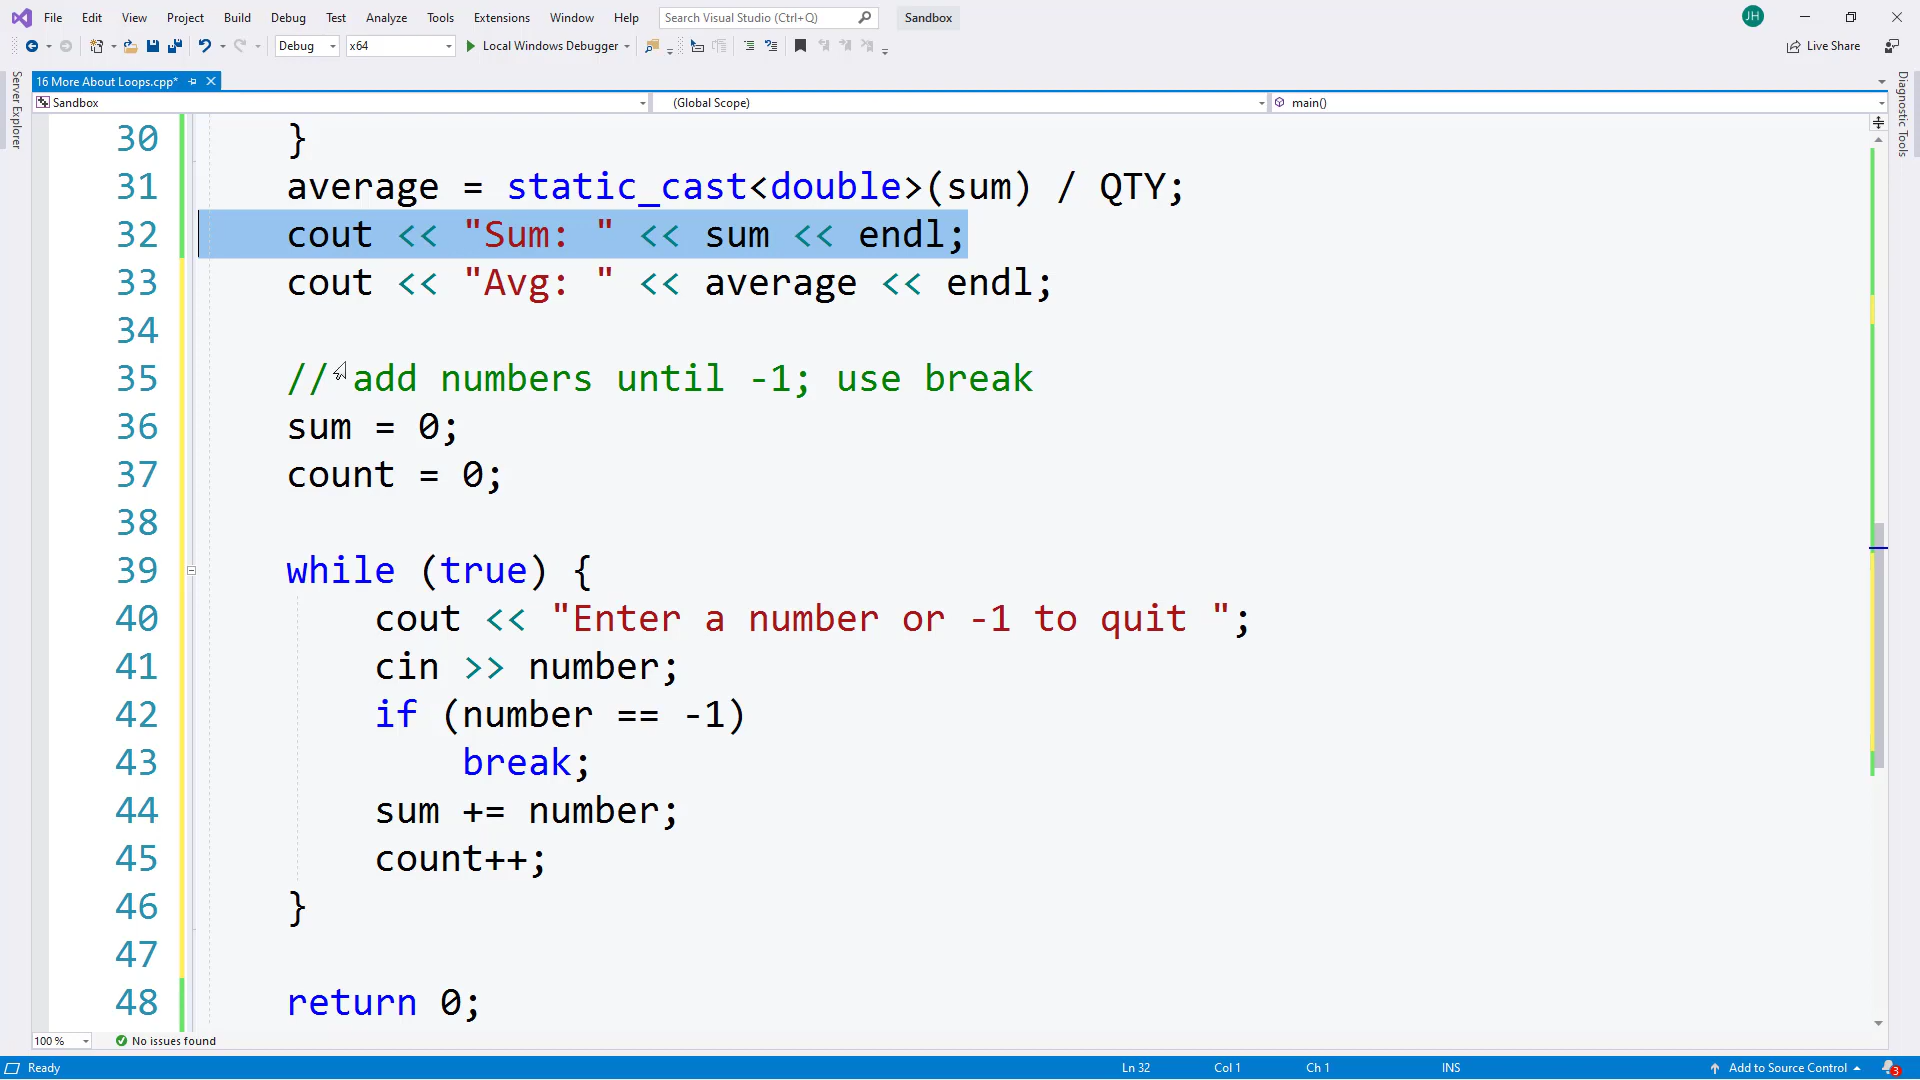 File Edit View Project Build Debug Test Analyze Tools Extensions Window Help Search Visual Studio (Ctrl+Q) Sandbox JH
Debug x64 Local Windows Debugger Live Share
Server Explorer
16 More About Loops.cpp*
Sandbox (Global Scope) main()
Diagnostic Tools
30 }
31 average = static_cast<double>(sum) / QTY;
32 cout << "Sum: " << sum << endl;
33 cout << "Avg: " << average << endl;
34
35 // add numbers until -1; use break
36 sum = 0;
37 count = 0;
38
39 while (true) {
40 cout << "Enter a number or -1 to quit ";
41 cin >> number;
42 if (number == -1)
43 break;
44 sum += number;
45 count++;
46 }
47
48 return 0;
100 % No issues found
Ready Ln 32 Col 1 Ch 1 INS Add to Source Control 3